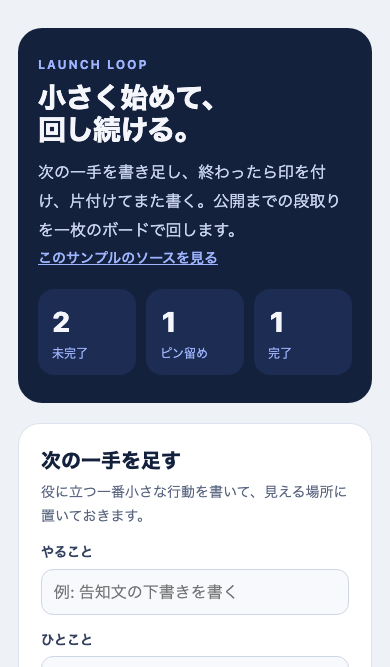 LAUNCH LOOP
小さく始めて、
回し続ける。
次の一手を書き足し、終わったら印を付
け、片付けてまた書く。公開までの段取り
を一枚のボードで回します。
このサンプルのソースを見る
2
未完了
1
ピン留め
1
完了
次の一手を足す
役に立つ一番小さな行動を書いて、見える場所に
置いておきます。
やること
例: 告知文の下書きを書く
ひとこと